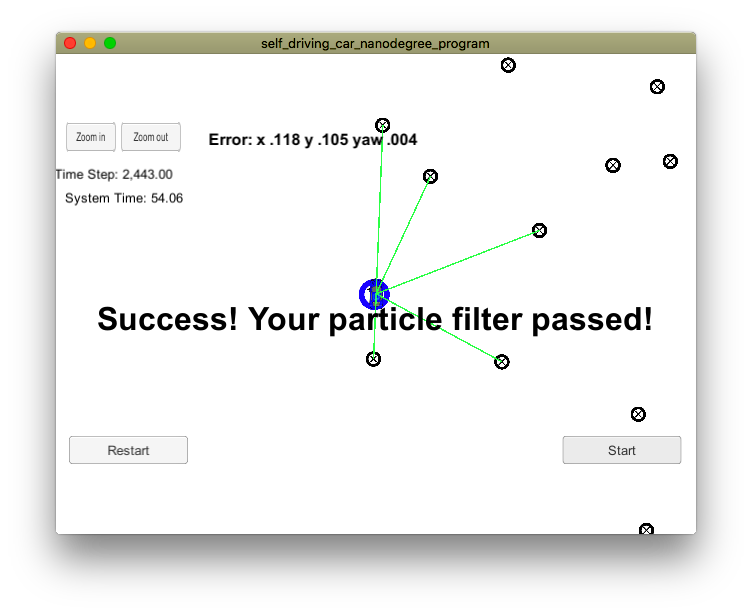 self_driving_car_nanodegree_program
Zoom in
Zoom out
Error: x .118 y .105 yaw .004
Time Step: 2,443.00
System Time: 54.06
Success! Your particle filter passed!
Restart
Start